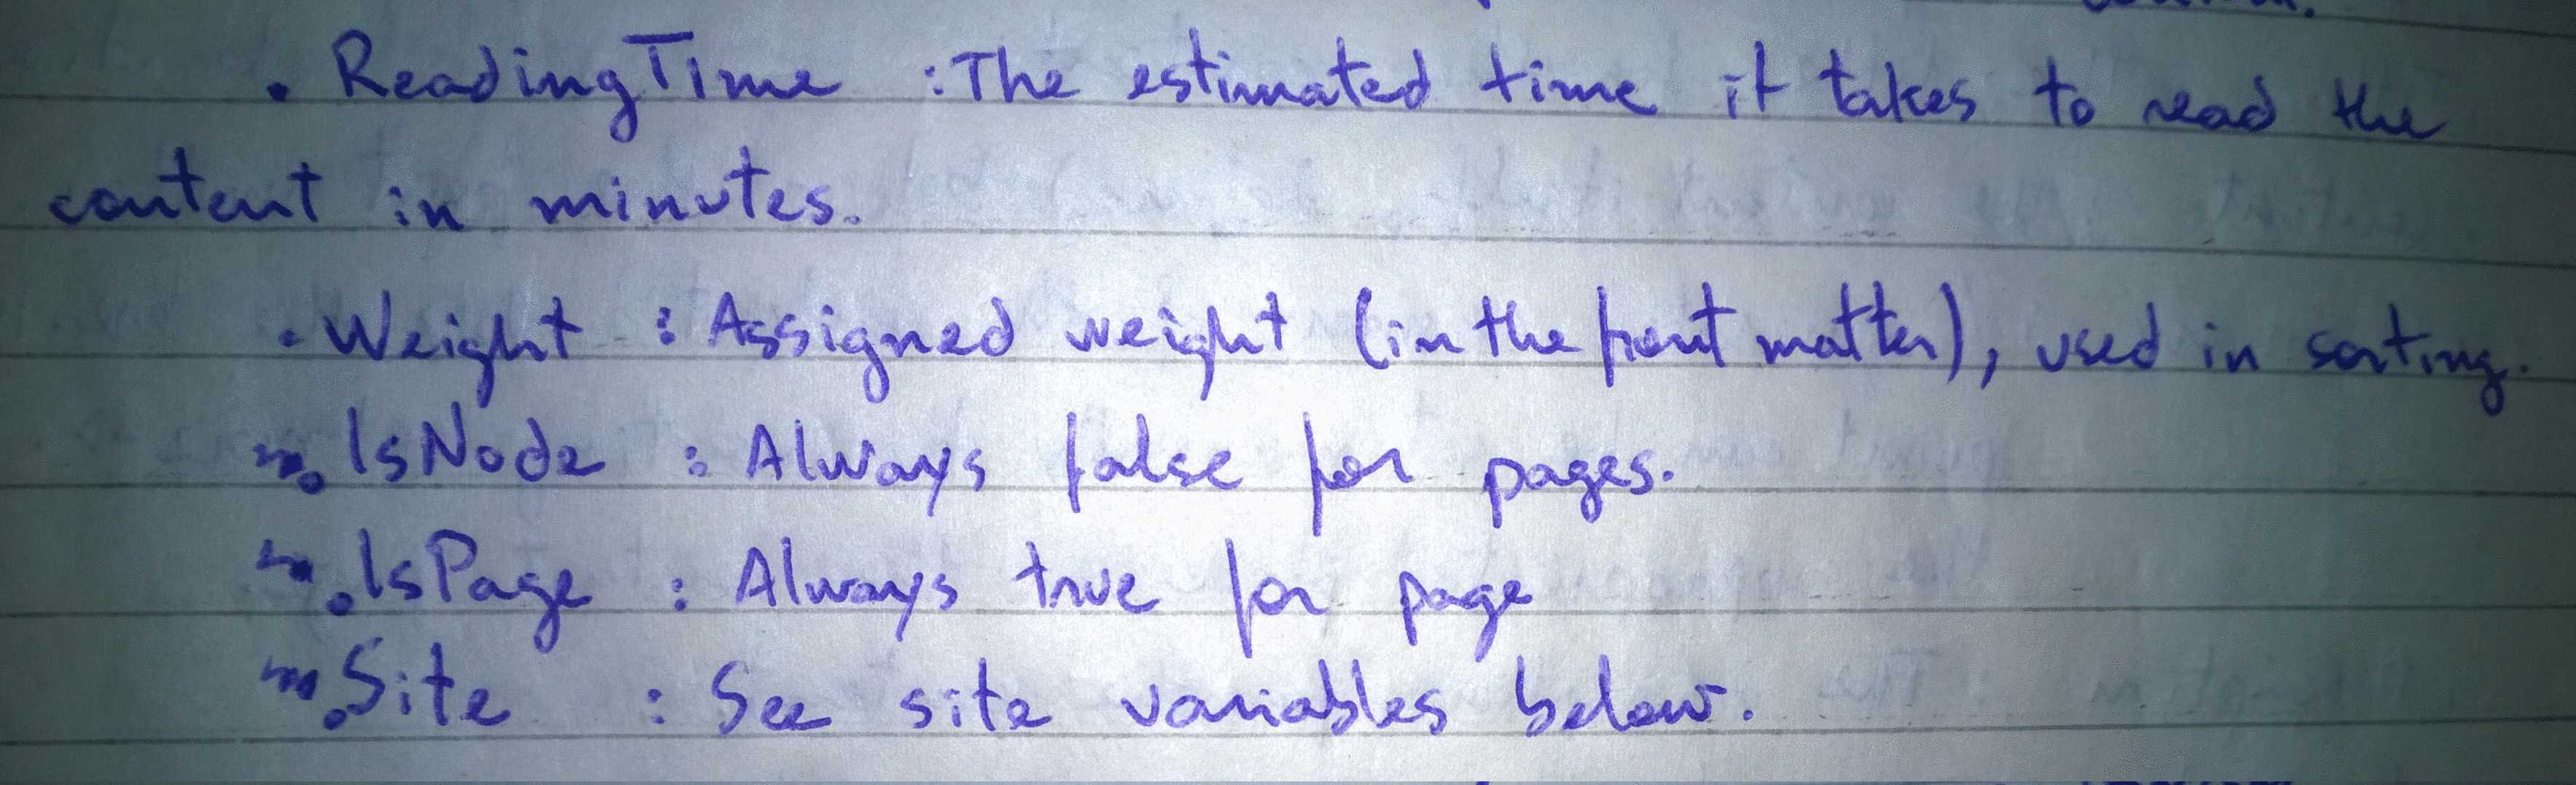 .ReadingTime : The estimated time it takes to read the
content in minutes.
.Weight : Assigned weight (in the front matter), used in sorting.
.IsNode : Always false for pages.
.IsPage : Always true for page
.Site : See site variables below.